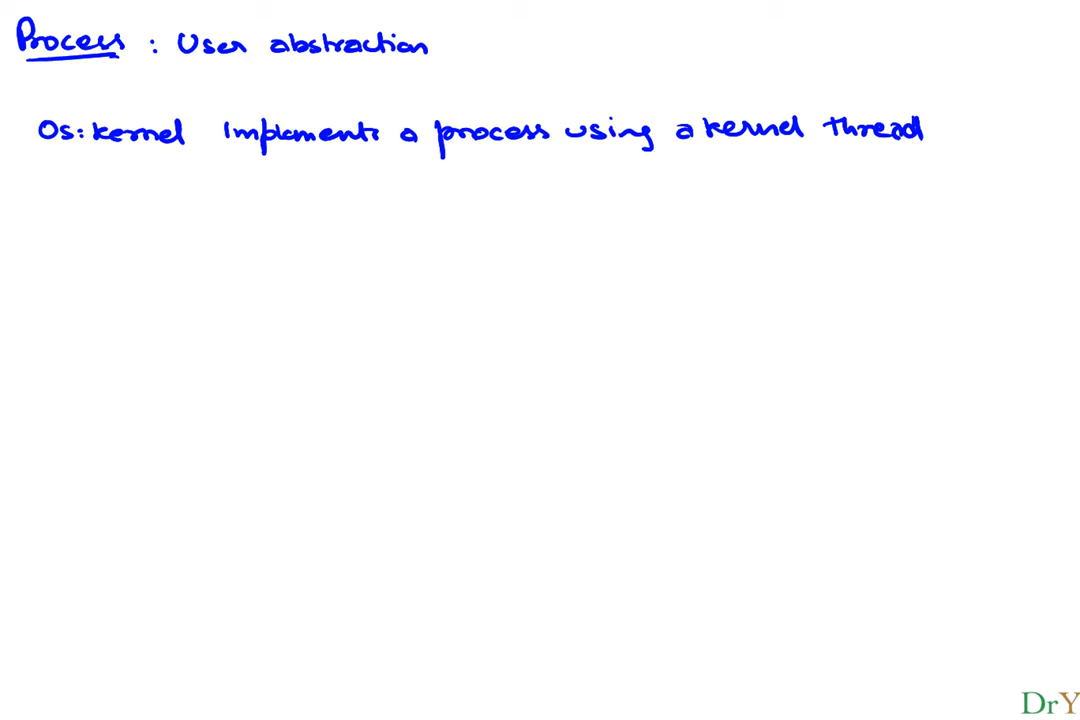 Process : User abstraction
OS: kernel implements a process using a kernel thread
DrY